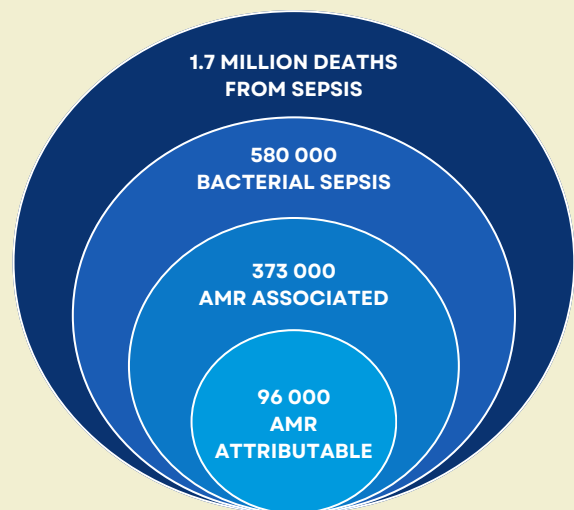 1.7 MILLION DEATHS
FROM SEPSIS
580 000
BACTERIAL SEPSIS
373 000
AMR ASSOCIATED
96 000
AMR
ATTRIBUTABLE